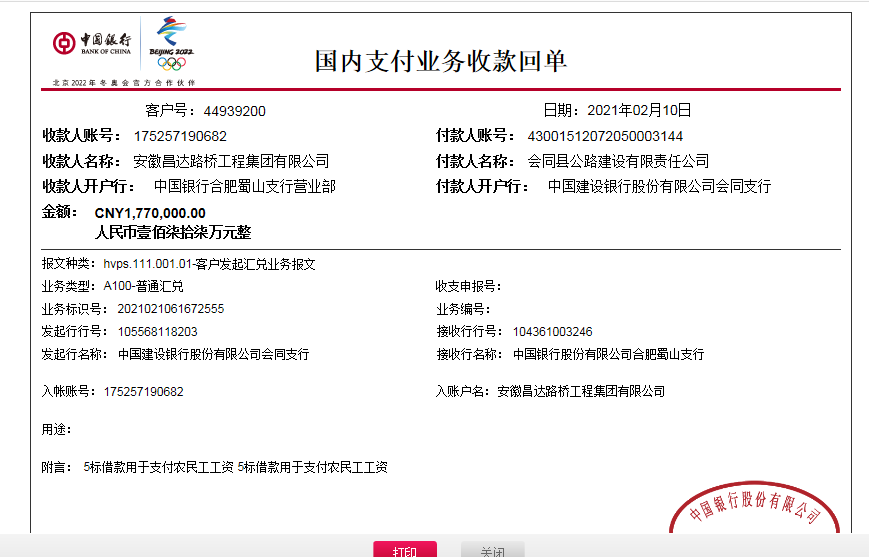 中国银行
BANK OF CHINA
BEIJING 2022
北京2022年冬奥会官方合作伙伴
国内支付业务收款回单
客户号：44939200 日期：2021年02月10日
收款人账号：175257190682 付款人账号：43001512072050003144
收款人名称：安徽昌达路桥工程集团有限公司 付款人名称：会同县公路建设有限责任公司
收款人开户行：中国银行合肥蜀山支行营业部 付款人开户行：中国建设银行股份有限公司会同支行
金额：CNY1,770,000.00
人民币壹佰柒拾柒万元整
报文种类：hvps.111.001.01-客户发起汇兑业务报文
业务类型：A100-普通汇兑 收支申报号：
业务标识号：2021021061672555 业务编号：
发起行行号：105568118203 接收行行号：104361003246
发起行名称：中国建设银行股份有限公司会同支行 接收行名称：中国银行股份有限公司合肥蜀山支行
入帐账号：175257190682 入账户名：安徽昌达路桥工程集团有限公司
用途：
附言：5标借款用于支付农民工工资 5标借款用于支付农民工工资
中国银行股份有限公司
打印 关闭